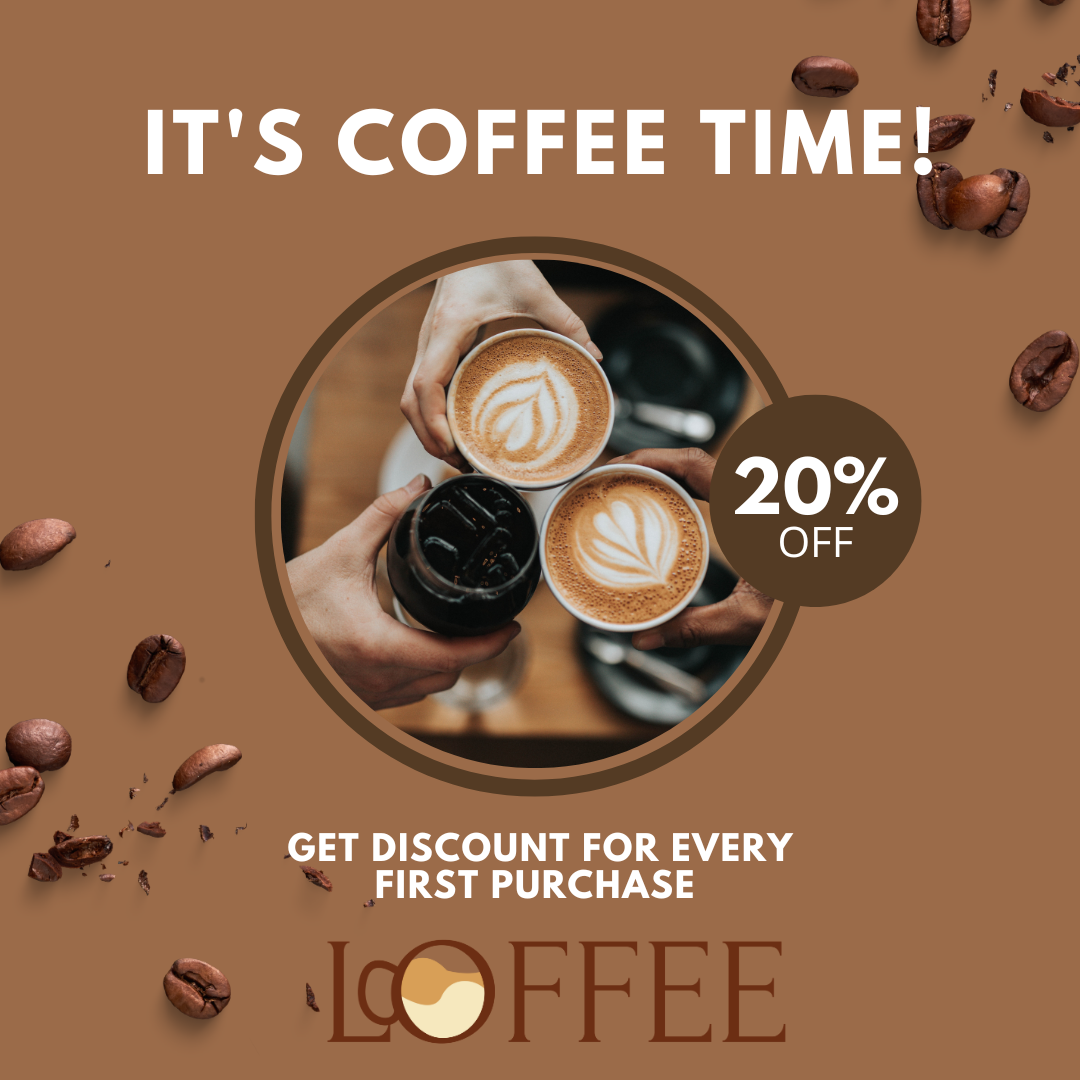 IT'S COFFEE TIME!
20%
OFF
GET DISCOUNT FOR EVERY
FIRST PURCHASE
LOFFEE